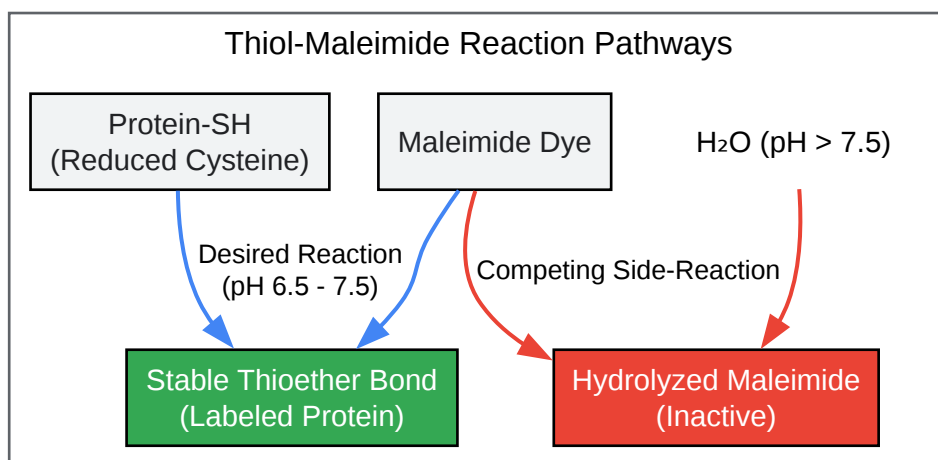 Thiol-Maleimide Reaction Pathways
Protein-SH
(Reduced Cysteine)
Maleimide Dye
H₂O (pH > 7.5)
Desired Reaction
(pH 6.5 - 7.5)
Competing Side-Reaction
Stable Thioether Bond
(Labeled Protein)
Hydrolyzed Maleimide
(Inactive)